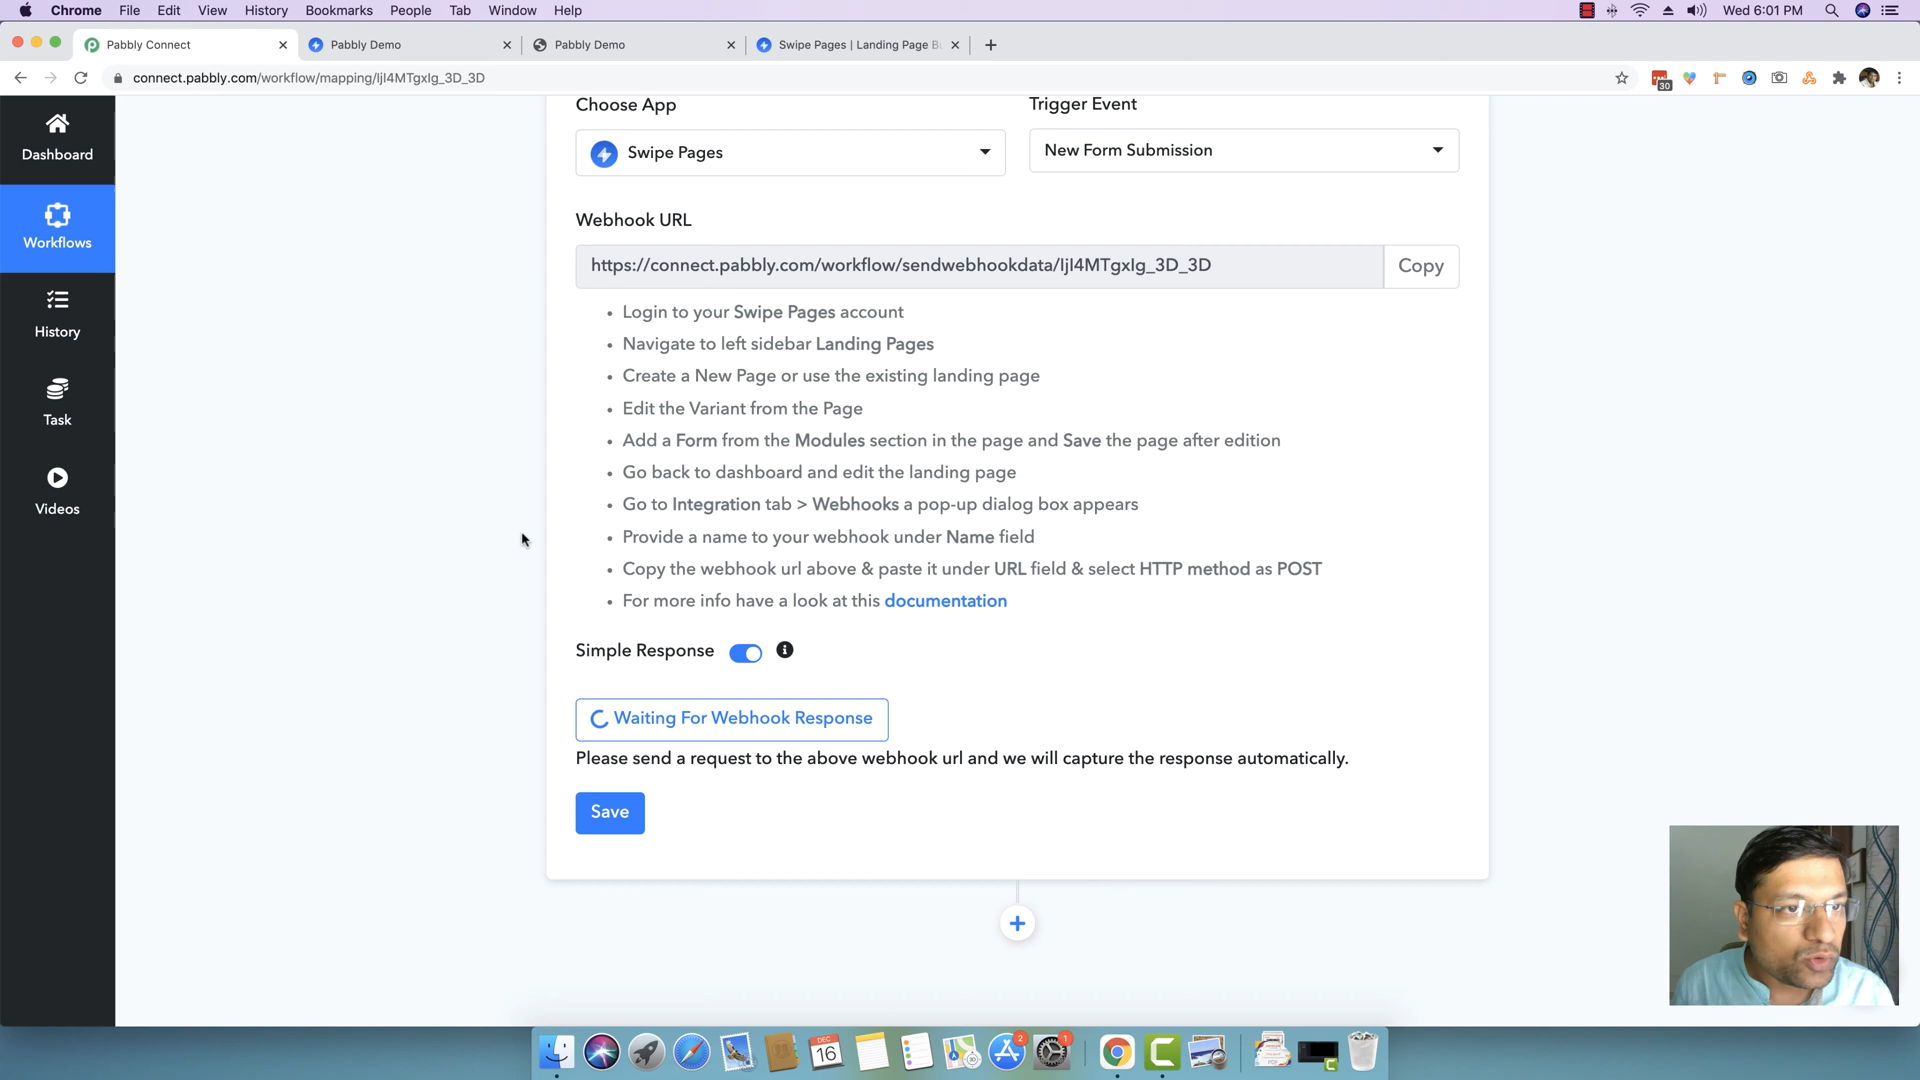 Chrome File Edit View History Bookmarks People Tab Window Help Wed 6:01 PM
Pabbly Connect Pabbly Demo Pabbly Demo Swipe Pages | Landing Page B
connect.pabbly.com/workflow/mapping/IjI4MTgxIg_3D_3D
30
Dashboard
Workflows
History
Task
Videos
Choose App
Trigger Event
Swipe Pages
New Form Submission
Webhook URL
https://connect.pabbly.com/workflow/sendwebhookdata/IjI4MTgxIg_3D_3D
Copy
• Login to your Swipe Pages account
• Navigate to left sidebar Landing Pages
• Create a New Page or use the existing landing page
• Edit the Variant from the Page
• Add a Form from the Modules section in the page and Save the page after edition
• Go back to dashboard and edit the landing page
• Go to Integration tab > Webhooks a pop-up dialog box appears
• Provide a name to your webhook under Name field
• Copy the webhook url above & paste it under URL field & select HTTP method as POST
• For more info have a look at this documentation
Simple Response
Waiting For Webhook Response
Please send a request to the above webhook url and we will capture the response automatically.
Save
DEC
16
2
1